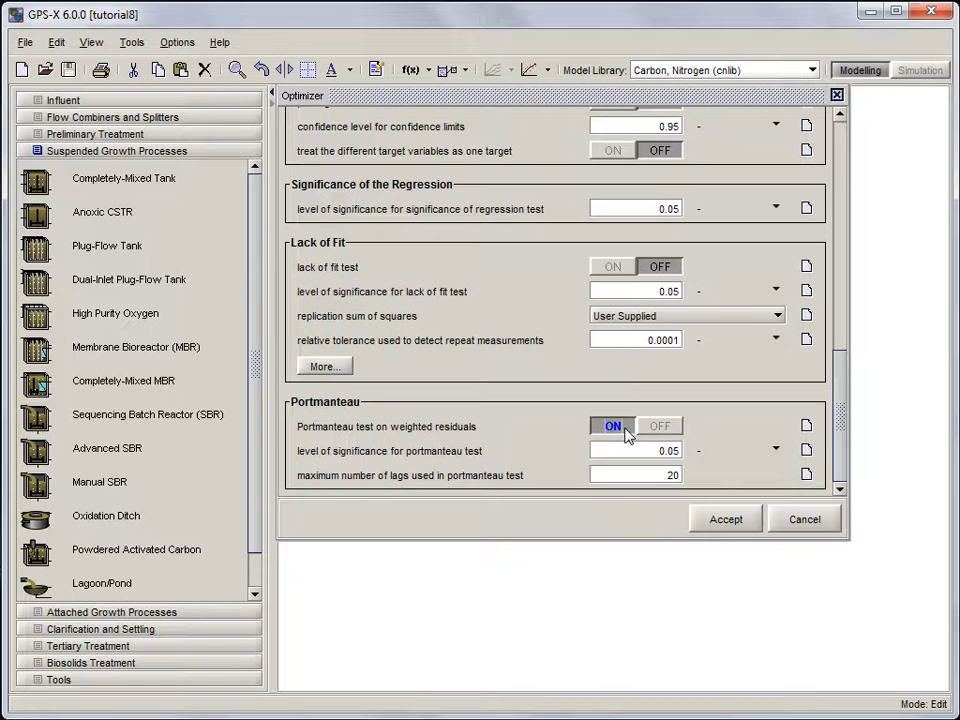 GPS-X 6.0.0 [tutorial8]
File Edit View Tools Options Help
A f(x) Model Library: Carbon, Nitrogen (cnlib) Modelling Simulation
Influent
Flow Combiners and Splitters
Preliminary Treatment
Suspended Growth Processes
Completely-Mixed Tank
Anoxic CSTR
Plug-Flow Tank
Dual-Inlet Plug-Flow Tank
High Purity Oxygen
Membrane Bioreactor (MBR)
Completely-Mixed MBR
Sequencing Batch Reactor (SBR)
Advanced SBR
Manual SBR
Oxidation Ditch
Powdered Activated Carbon
Lagoon/Pond
Attached Growth Processes
Clarification and Settling
Tertiary Treatment
Biosolids Treatment
Tools
Optimizer
confidence level for confidence limits 0.95 -
treat the different target variables as one target ON OFF
Significance of the Regression
level of significance for significance of regression test 0.05 -
Lack of Fit
lack of fit test ON OFF
level of significance for lack of fit test 0.05 -
replication sum of squares User Supplied
relative tolerance used to detect repeat measurements 0.0001 -
More...
Portmanteau
Portmanteau test on weighted residuals ON OFF
level of significance for portmanteau test 0.05 -
maximum number of lags used in portmanteau test 20
Accept Cancel
Mode: Edit